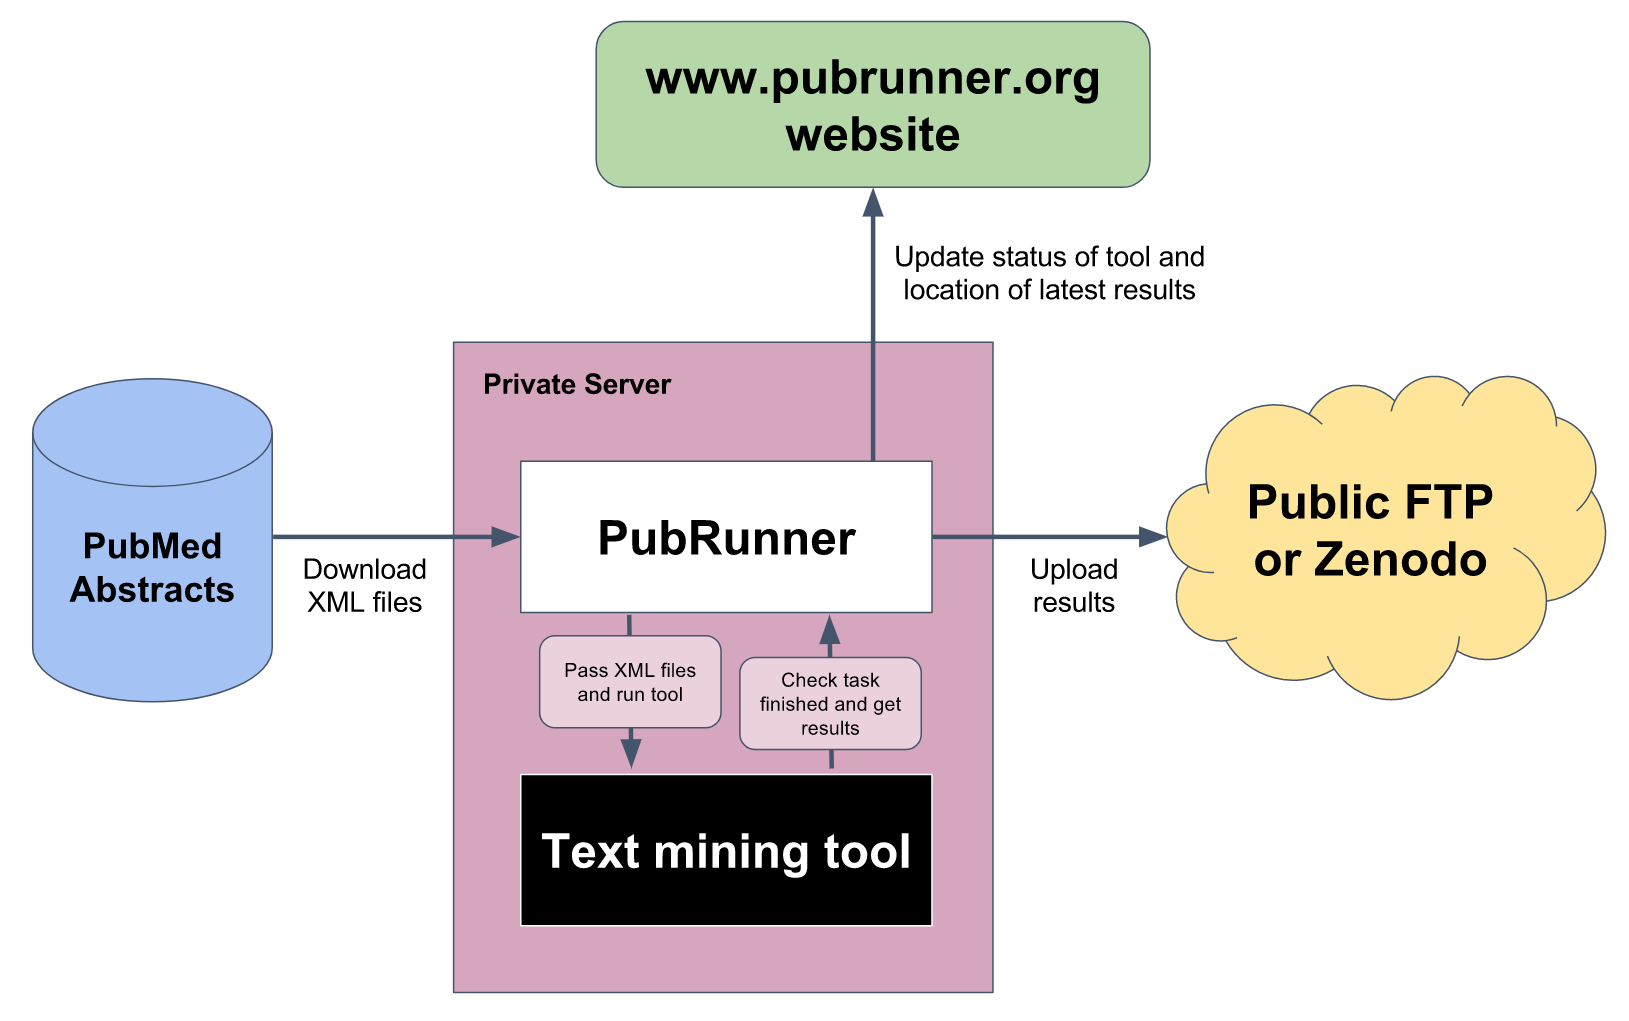 www.pubrunner.org
website
Update status of tool and
location of latest results
Private Server
PubMed
Abstracts
Download
XML files
PubRunner
Upload
results
Public FTP
or Zenodo
Pass XML files
and run tool
Check task
finished and get
results
Text mining tool